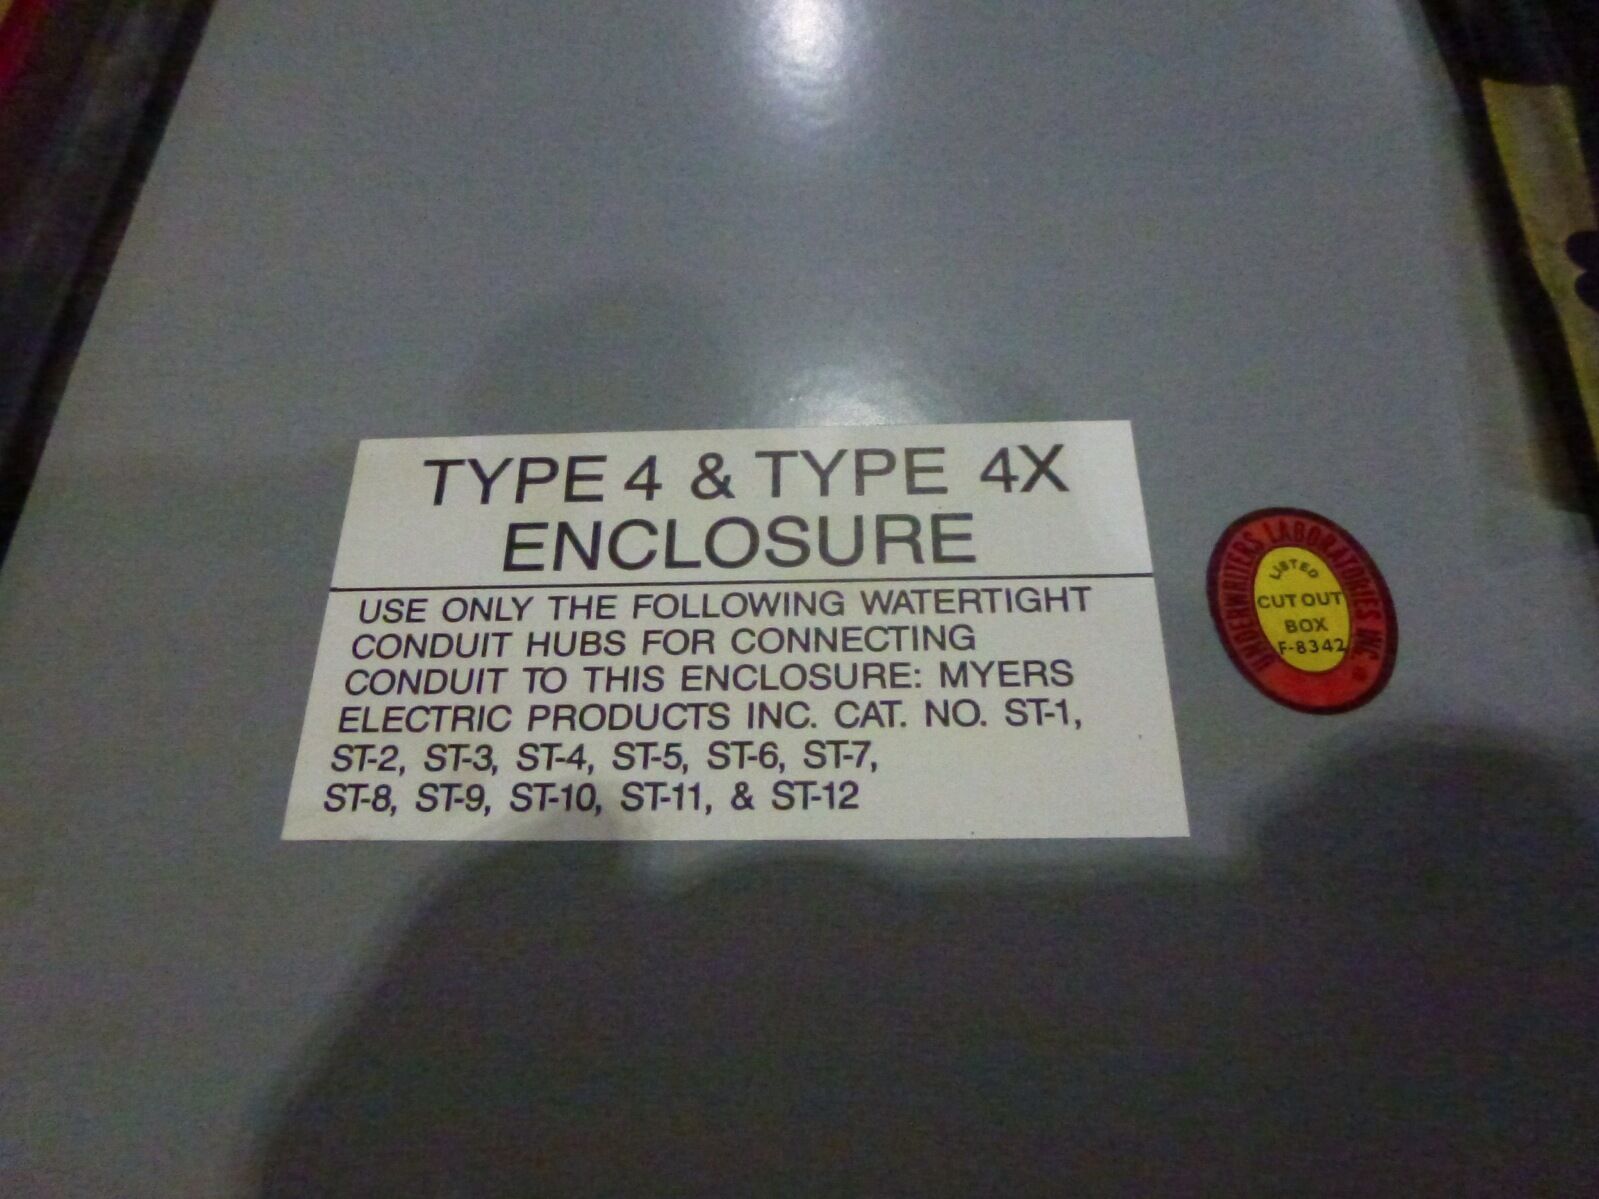 TYPE 4 & TYPE 4X
ENCLOSURE
USE ONLY THE FOLLOWING WATERTIGHT
CONDUIT HUBS FOR CONNECTING
CONDUIT TO THIS ENCLOSURE: MYERS
ELECTRIC PRODUCTS INC. CAT. NO. ST-1,
ST-2, ST-3, ST-4, ST-5, ST-6, ST-7,
ST-8, ST-9, ST-10, ST-11, & ST-12
UNDERWRITERS LABORATORIES INC. ®
LISTED
CUT OUT
BOX
F-8342